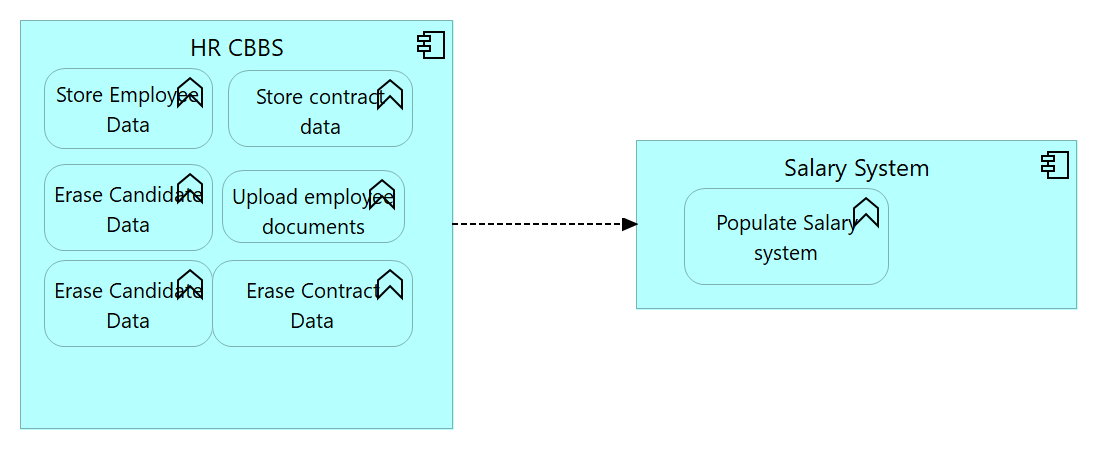 HR CBBS
Store Employee
Data
Store contract
data
Erase Candidate
Data
Upload employee
documents
Erase Candidate
Data
Erase Contract
Data
Salary System
Populate Salary
system